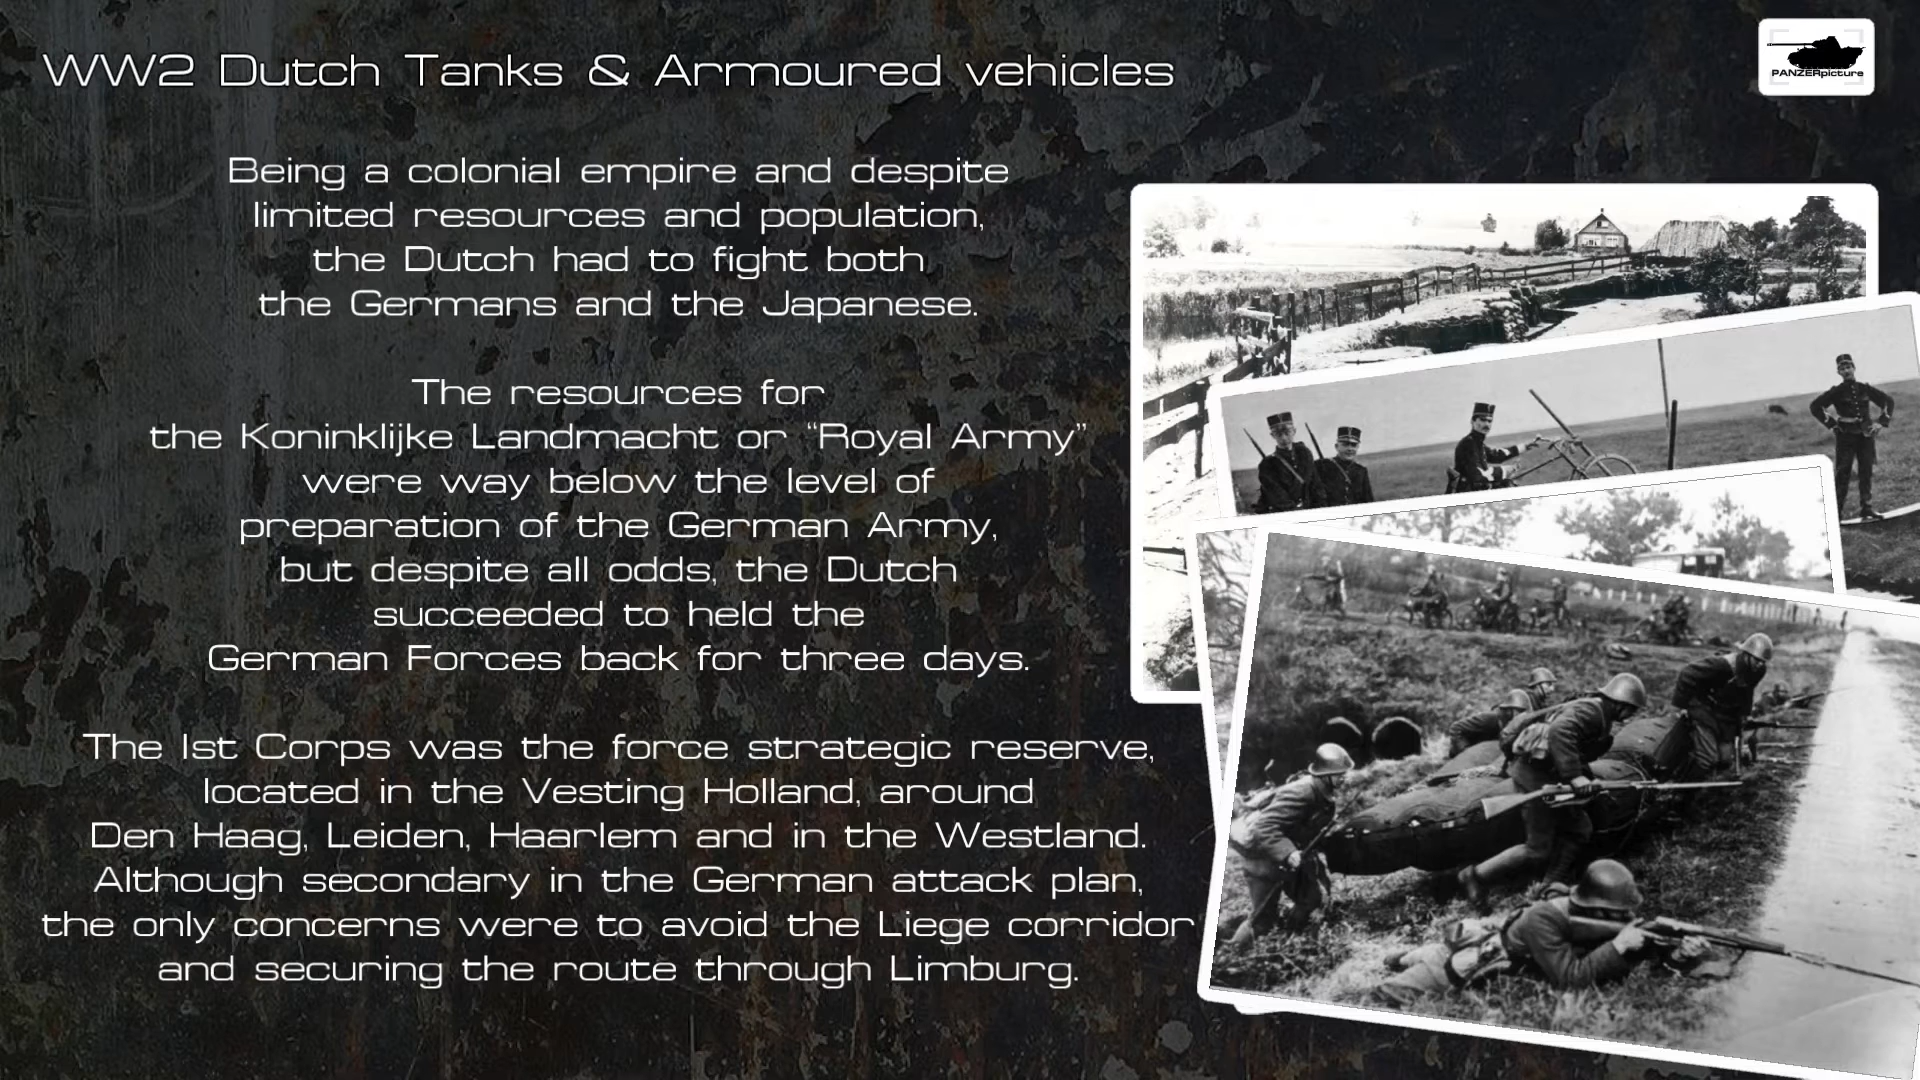 WW2 Dutch Tanks & Armoured vehicles
PANZERpicture
Being a colonial empire and despite
limited resources and population,
the Dutch had to fight both
the Germans and the Japanese.
The resources for
the Koninklijke Landmacht or “Royal Army”
were way below the level of
preparation of the German Army,
but despite all odds, the Dutch
succeeded to held the
German Forces back for three days.
The Ist Corps was the force strategic reserve,
located in the Vesting Holland, around
Den Haag, Leiden, Haarlem and in the Westland.
Although secondary in the German attack plan,
the only concerns were to avoid the Liege corridor
and securing the route through Limburg.